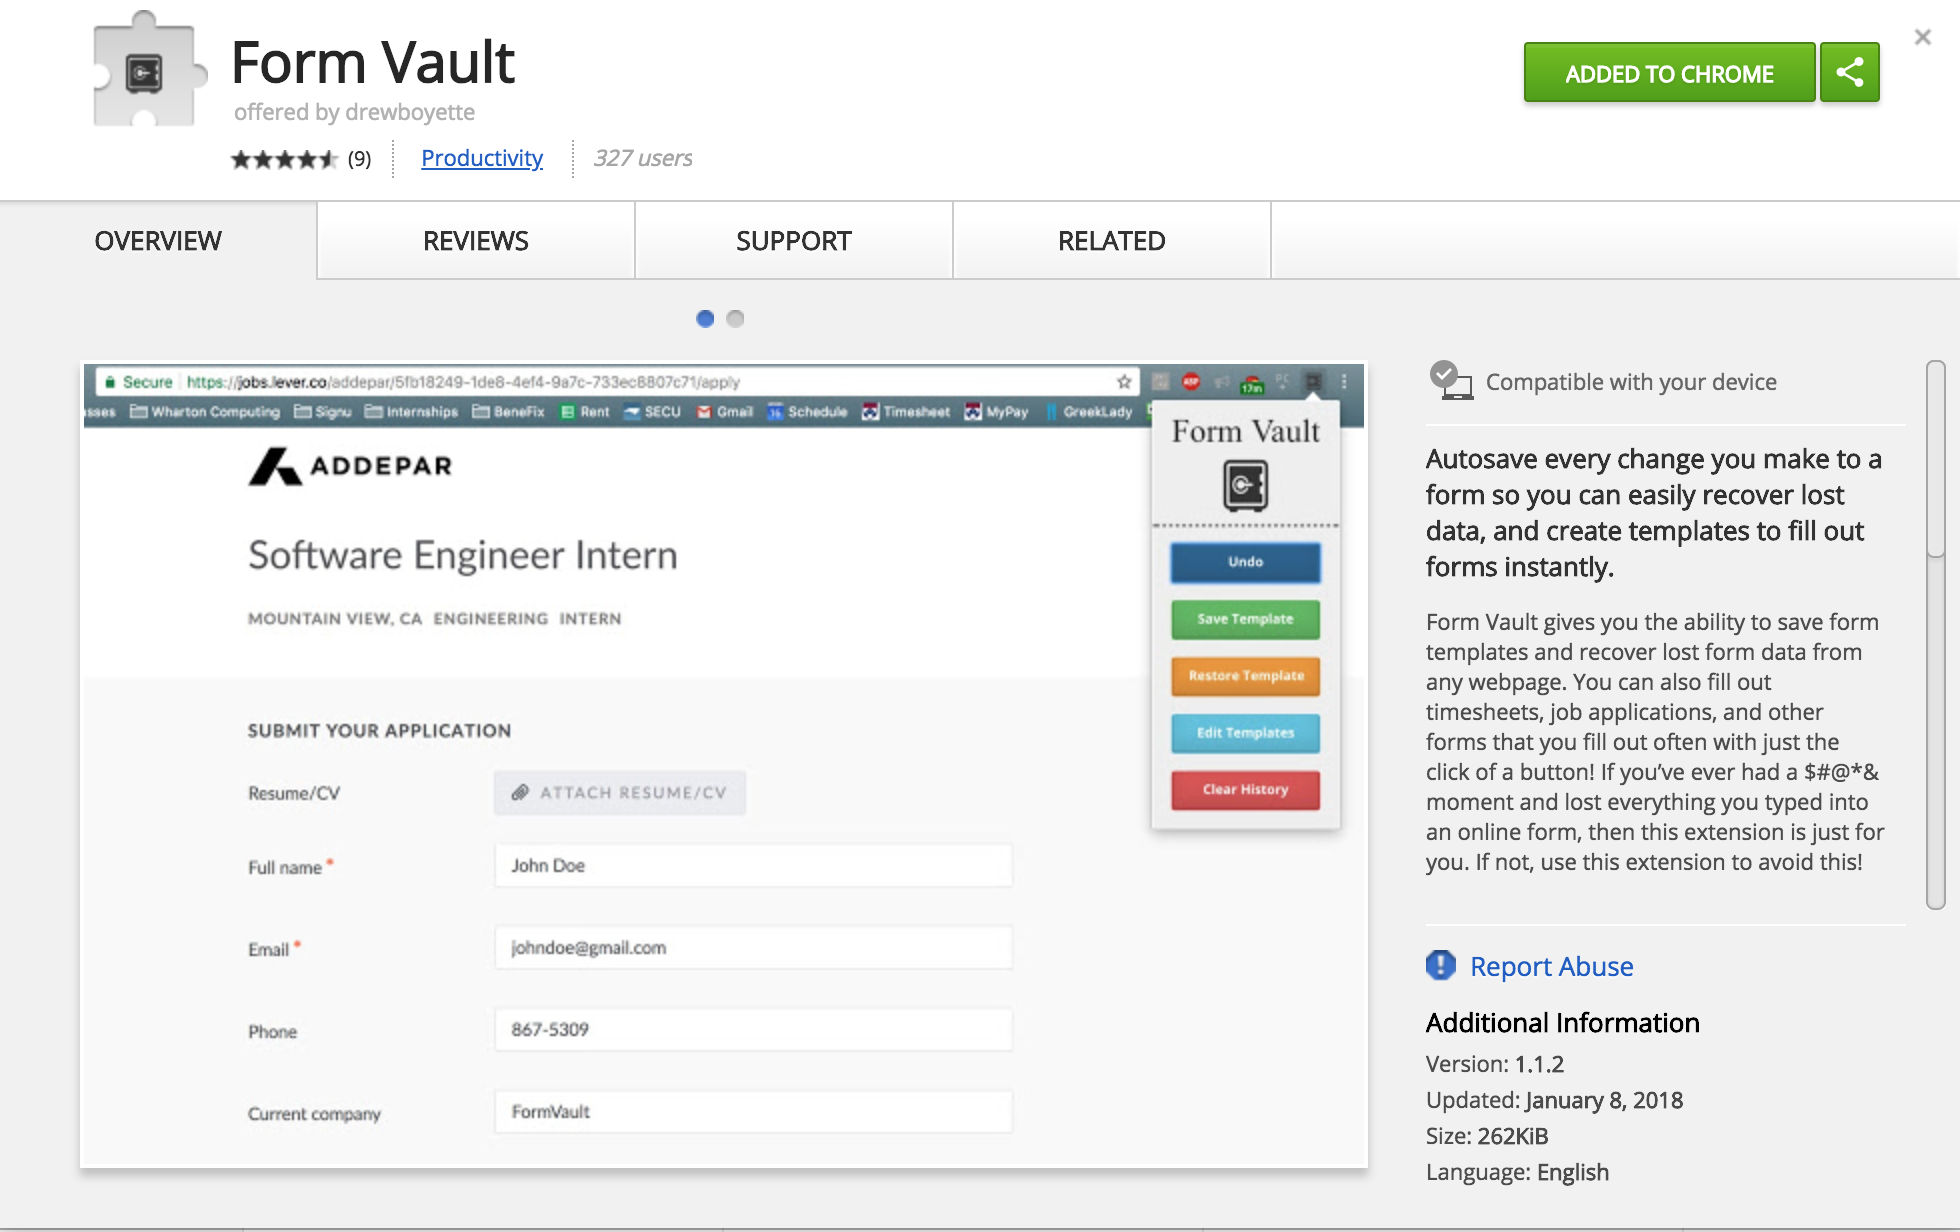 Form Vault
offered by drewboyette
(9)
Productivity
327 users
ADDED TO CHROME
OVERVIEW
REVIEWS
SUPPORT
RELATED
Secure https://jobs.lever.co/addepar/5fb18249-1de8-4ef4-9a7c-733ec8807c71/apply
ABP
17m
PC
sses Wharton Computing Signu Internships BeneFix Rent SECU Gmail Schedule Timesheet MyPay GreekLady
ADDEPAR
Software Engineer Intern
MOUNTAIN VIEW, CA ENGINEERING INTERN
SUBMIT YOUR APPLICATION
Resume/CV
ATTACH RESUME/CV
Full name *
John Doe
Email *
johndoe@gmail.com
Phone
867-5309
Current company
FormVault
Form Vault
Undo
Save Template
Restore Template
Edit Templates
Clear History
Compatible with your device
Autosave every change you make to a
form so you can easily recover lost
data, and create templates to fill out
forms instantly.
Form Vault gives you the ability to save form
templates and recover lost form data from
any webpage. You can also fill out
timesheets, job applications, and other
forms that you fill out often with just the
click of a button! If you’ve ever had a $#@*&
moment and lost everything you typed into
an online form, then this extension is just for
you. If not, use this extension to avoid this!
Report Abuse
Additional Information
Version: 1.1.2
Updated: January 8, 2018
Size: 262KiB
Language: English